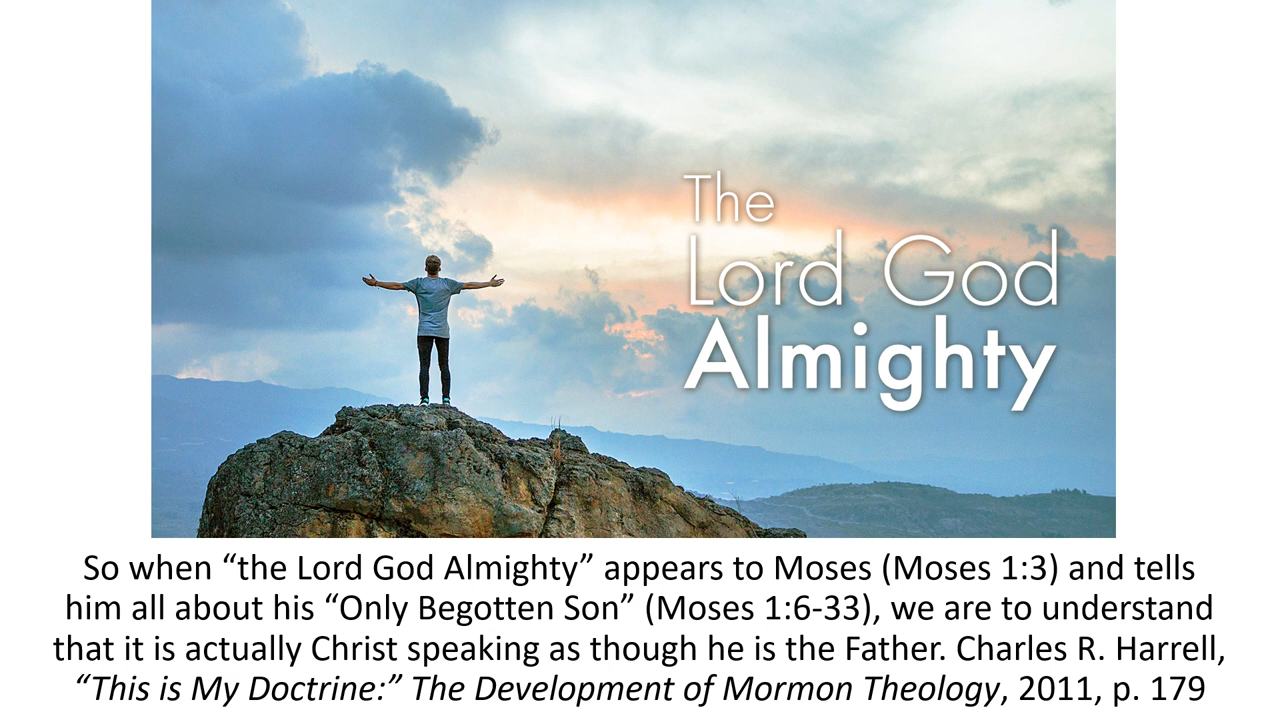 The
Lord God
Almighty
So when “the Lord God Almighty” appears to Moses (Moses 1:3) and tells
him all about his “Only Begotten Son” (Moses 1:6-33), we are to understand
that it is actually Christ speaking as though he is the Father. Charles R. Harrell,
“This is My Doctrine:” The Development of Mormon Theology, 2011, p. 179